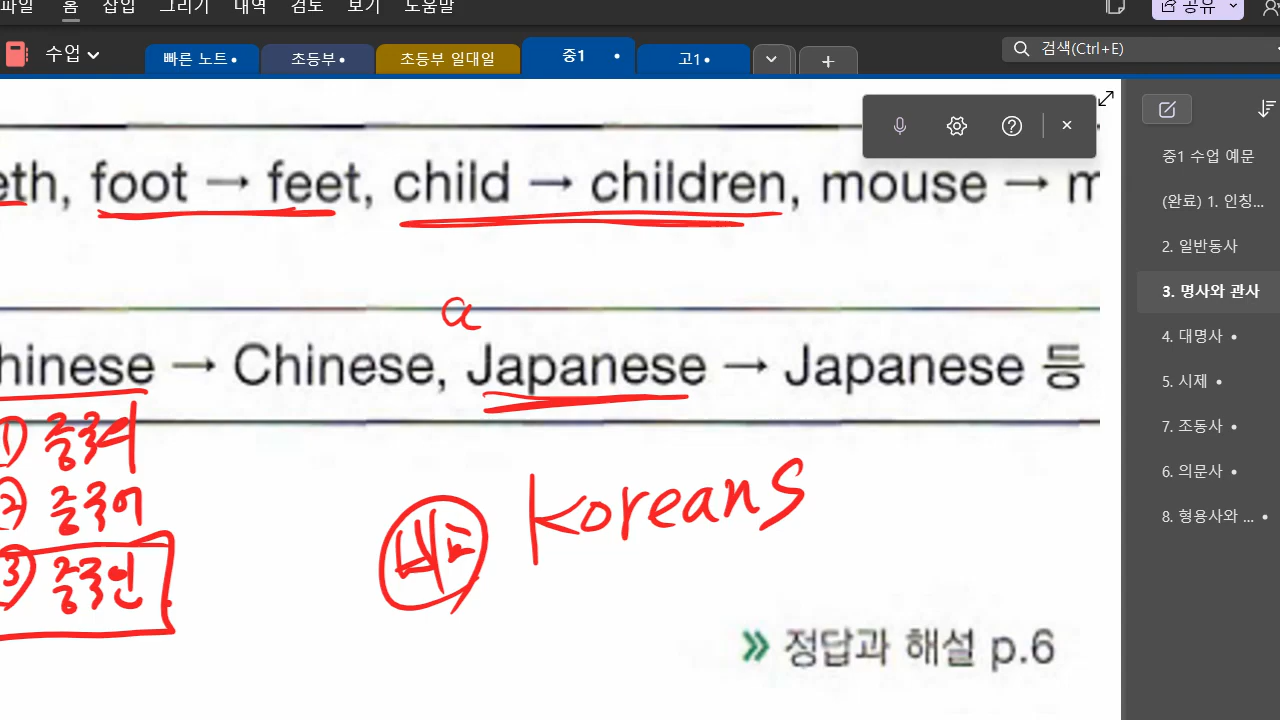 파일 홈 삽입 그리기 내역 검토 보기 도움말 공유
수업 빠른 노트 초등부 초등부 일대일 중1 고1 + 검색(Ctrl+E)
eth, foot → feet, child → children, mouse → m
a
hinese → Chinese, Japanese → Japanese 등
① 중국의
② 중국어
③ 중국인
비교 Koreans
» 정답과 해설 p.6
중1 수업 예문
(완료) 1. 인칭...
2. 일반동사
3. 명사와 관사
4. 대명사
5. 시제
7. 조동사
6. 의문사
8. 형용사와 ...